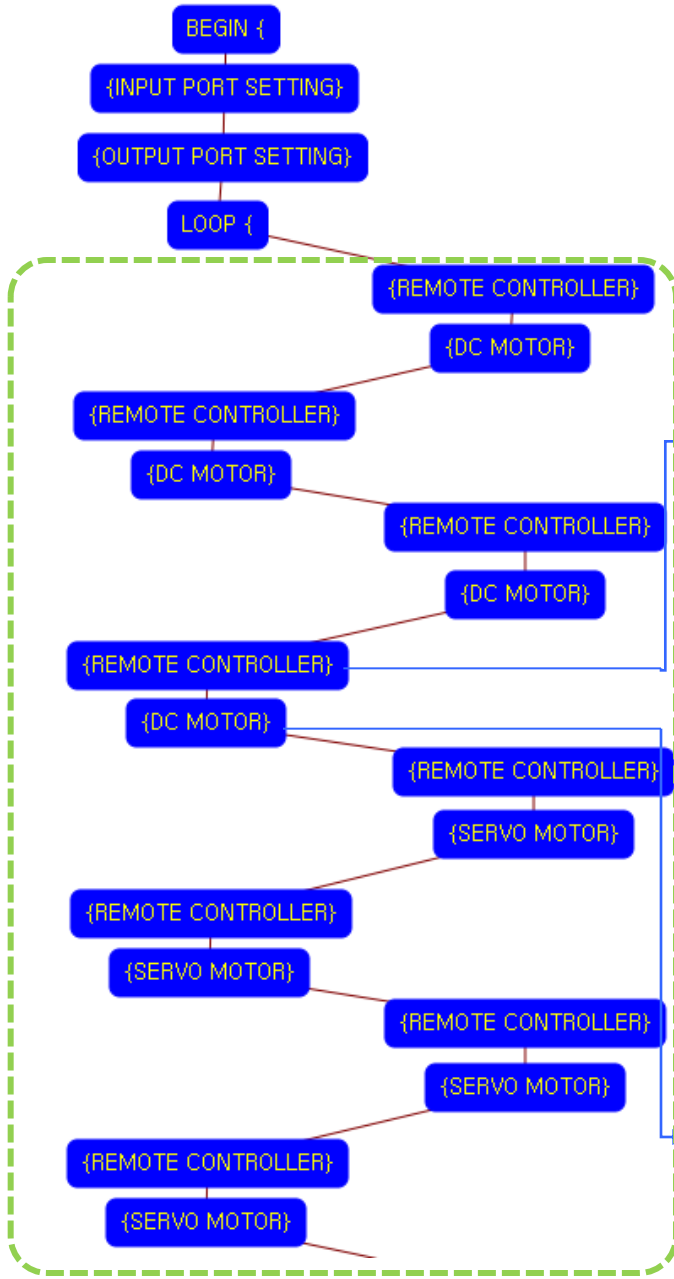 BEGIN {
{INPUT PORT SETTING}
{OUTPUT PORT SETTING}
LOOP {
{REMOTE CONTROLLER}
{DC MOTOR}
{REMOTE CONTROLLER}
{DC MOTOR}
{REMOTE CONTROLLER}
{DC MOTOR}
{REMOTE CONTROLLER}
{DC MOTOR}
{REMOTE CONTROLLER}
{SERVO MOTOR}
{REMOTE CONTROLLER}
{SERVO MOTOR}
{REMOTE CONTROLLER}
{SERVO MOTOR}
{REMOTE CONTROLLER}
{SERVO MOTOR}